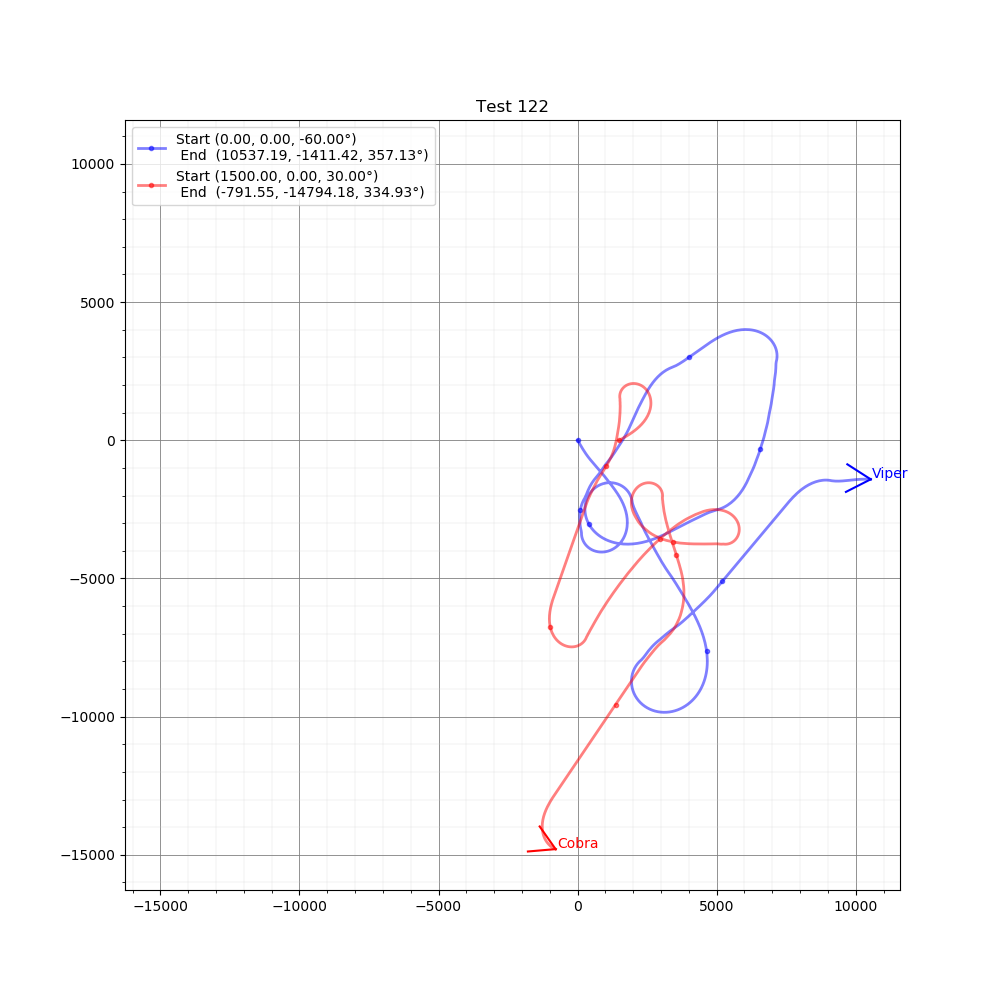 Test 122
Start (0.00, 0.00, -60.00°)
End  (10537.19, -1411.42, 357.13°)
Start (1500.00, 0.00, 30.00°)
End  (-791.55, -14794.18, 334.93°)
10000
5000
0
−5000
−10000
−15000
Viper
Cobra
−15000 −10000 −5000 0 5000 10000